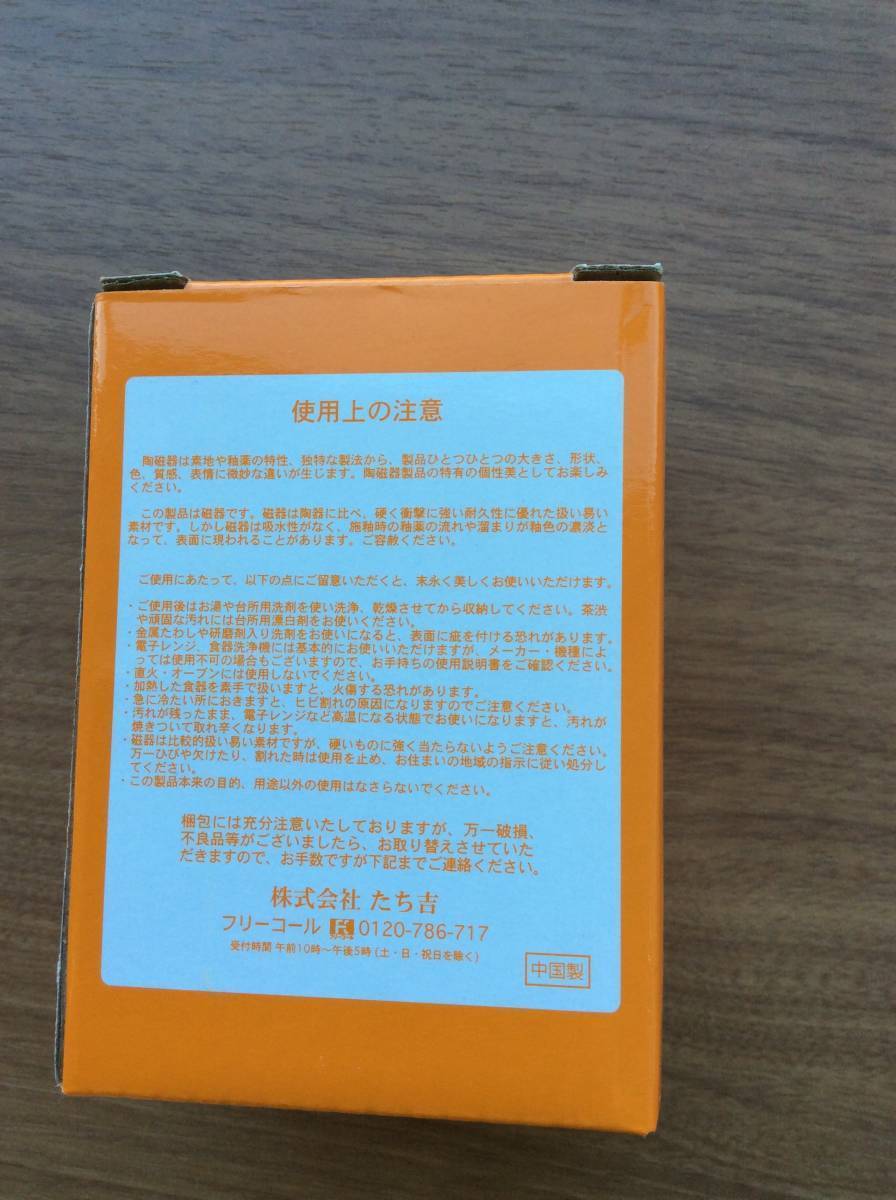 使用上の注意
陶磁器は素地や釉薬の特性、独特な製法から、製品ひとつひとつの大きさ、形状、
色、質感、表情に微妙な違いが生じます。陶磁器製品の特有の個性美としてお楽しみ
ください。
この製品は磁器です。磁器は陶器に比べ、硬く衝撃に強い耐久性に優れた扱い易い
素材です。しかし磁器は吸水性がなく、施釉時の釉薬の流れや溜まりが釉色の濃淡と
なって、表面に現われることがあります。ご容赦ください。
ご使用にあたって、以下の点にご留意いただくと、末永く美しくお使いいただけます。
・ご使用後はお湯や台所用洗剤を使い洗浄、乾燥させてから収納してください。茶渋
や頑固な汚れには台所用漂白剤をお使いください。
・金属たわしや研磨剤入り洗剤をお使いになると、表面に疵を付ける恐れがあります。
・電子レンジ、食器洗浄機には基本的にお使いいただけますが、メーカー・機種によ
っては使用不可の場合もございますので、お手持ちの使用説明書をご確認ください。
・直火・オーブンには使用しないでください。
・加熱した食器を素手で扱いますと、火傷する恐れがあります。
・急に冷たい所におきますと、ヒビ割れの原因になりますのでご注意ください。
・汚れが残ったまま、電子レンジなど高温になる状態でお使いになりますと、汚れが
焼きついて取れ辛くなります。
・磁器は比較的扱い易い素材ですが、硬いものに強く当たらないようご注意ください。
万一ひびや欠けたり、割れた時は使用を止め、お住まいの地域の指示に従い処分し
てください。
・この製品本来の目的、用途以外の使用はなさらないでください。
梱包には充分注意いたしておりますが、万一破損、
不良品等がございましたら、お取り替えさせていた
だきますので、お手数ですが下記までご連絡ください。
株式会社 たち吉
フリーコール 0120-786-717
受付時間 午前10時〜午後5時 (土・日・祝日を除く)
中国製